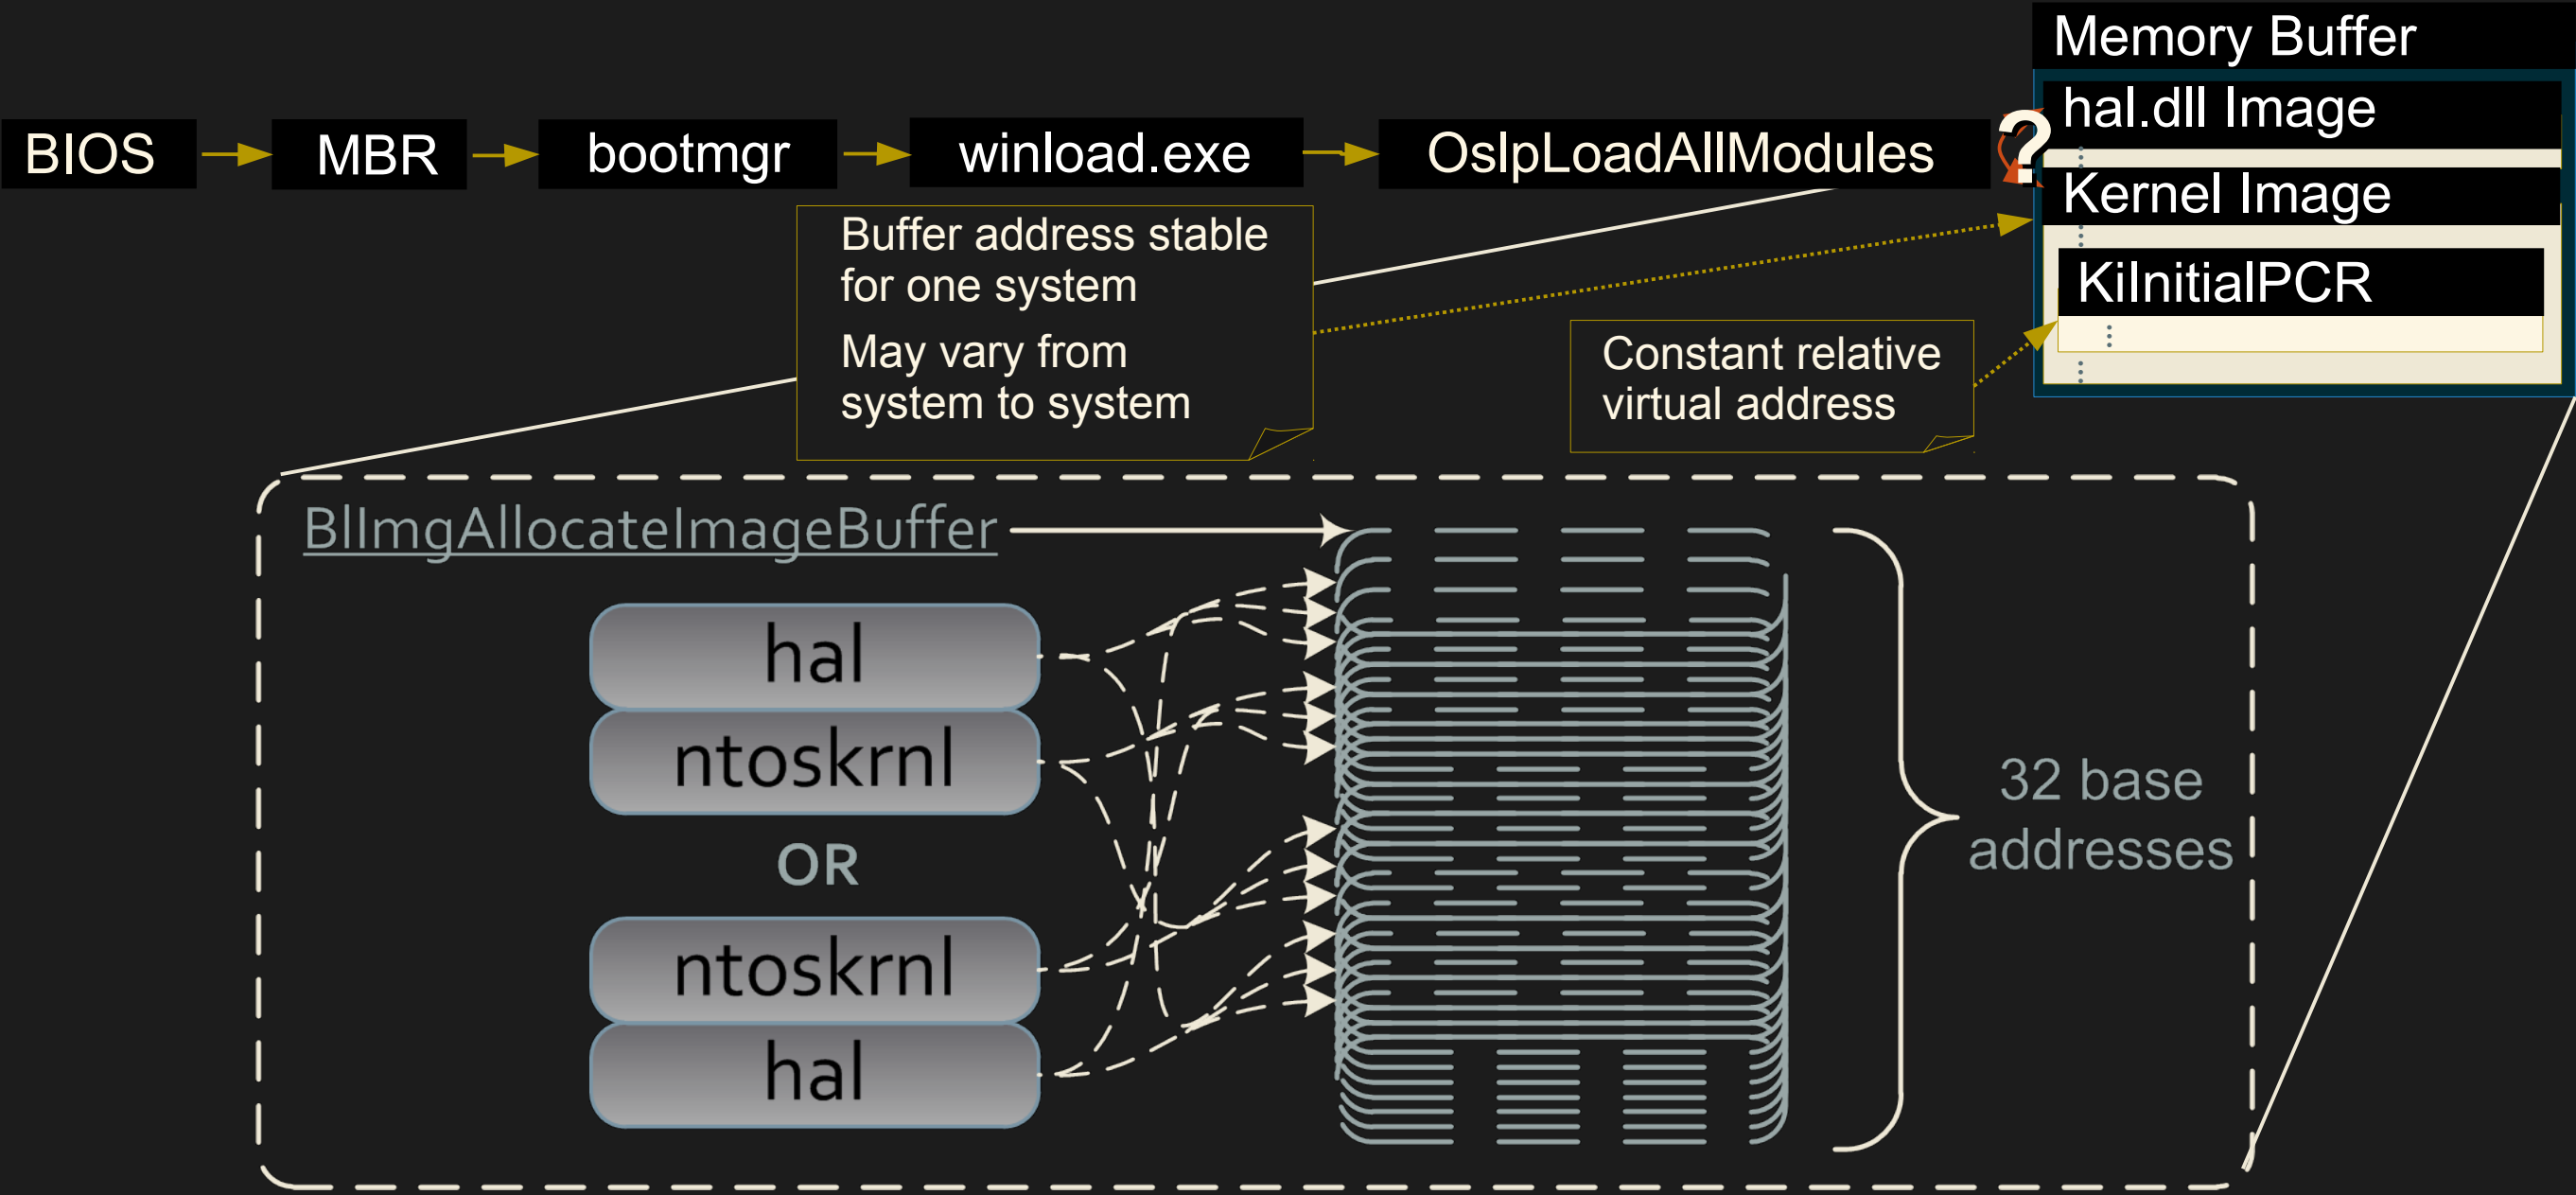 Memory Buffer
hal.dll Image
BIOS
MBR
bootmgr
winload.exe
OslpLoadAllModules
?
Kernel Image
KiInitialPCR
Buffer address stable
for one system
May vary from
system to system
Constant relative
virtual address
BlImgAllocateImageBuffer
hal
ntoskrnl
OR
ntoskrnl
hal
32 base
addresses